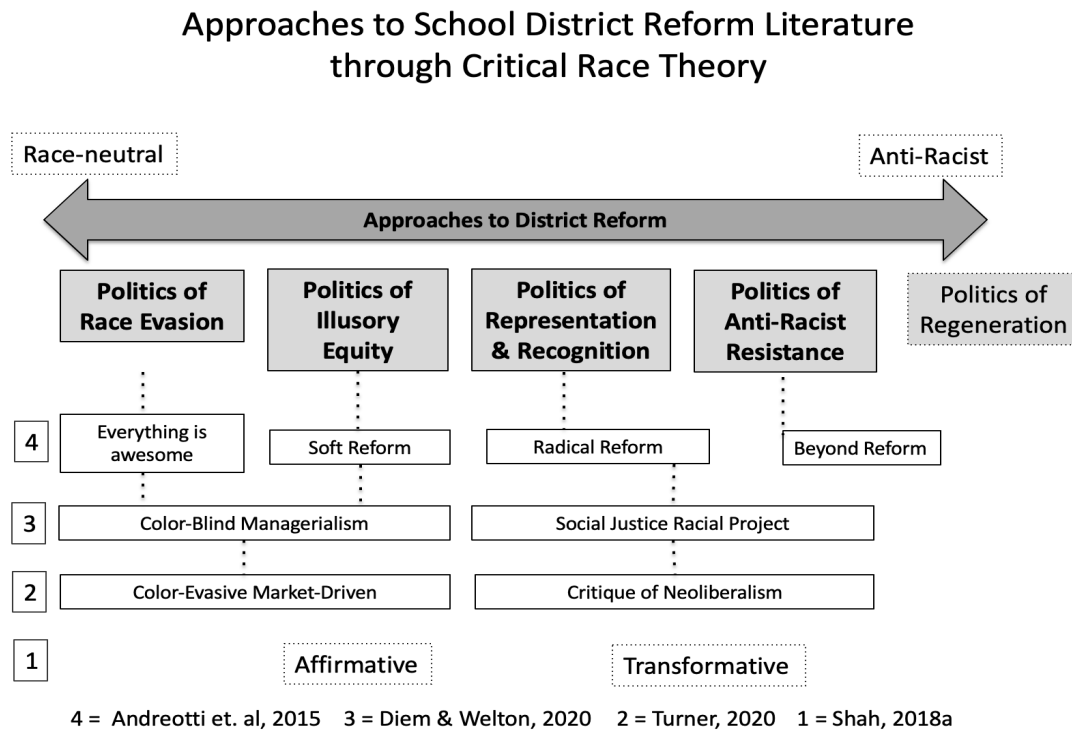 Approaches to School District Reform Literature
through Critical Race Theory
Race-neutral
Anti-Racist
Approaches to District Reform
Politics of
Race Evasion
Politics of
Illusory
Equity
Politics of
Representation
& Recognition
Politics of
Anti-Racist
Resistance
Politics of
Regeneration
4
Everything is
awesome
Soft Reform
Radical Reform
Beyond Reform
3
Color-Blind Managerialism
Social Justice Racial Project
2
Color-Evasive Market-Driven
Critique of Neoliberalism
1
Affirmative
Transformative
4 = Andreotti et. al, 2015 3 = Diem & Welton, 2020 2 = Turner, 2020 1 = Shah, 2018a